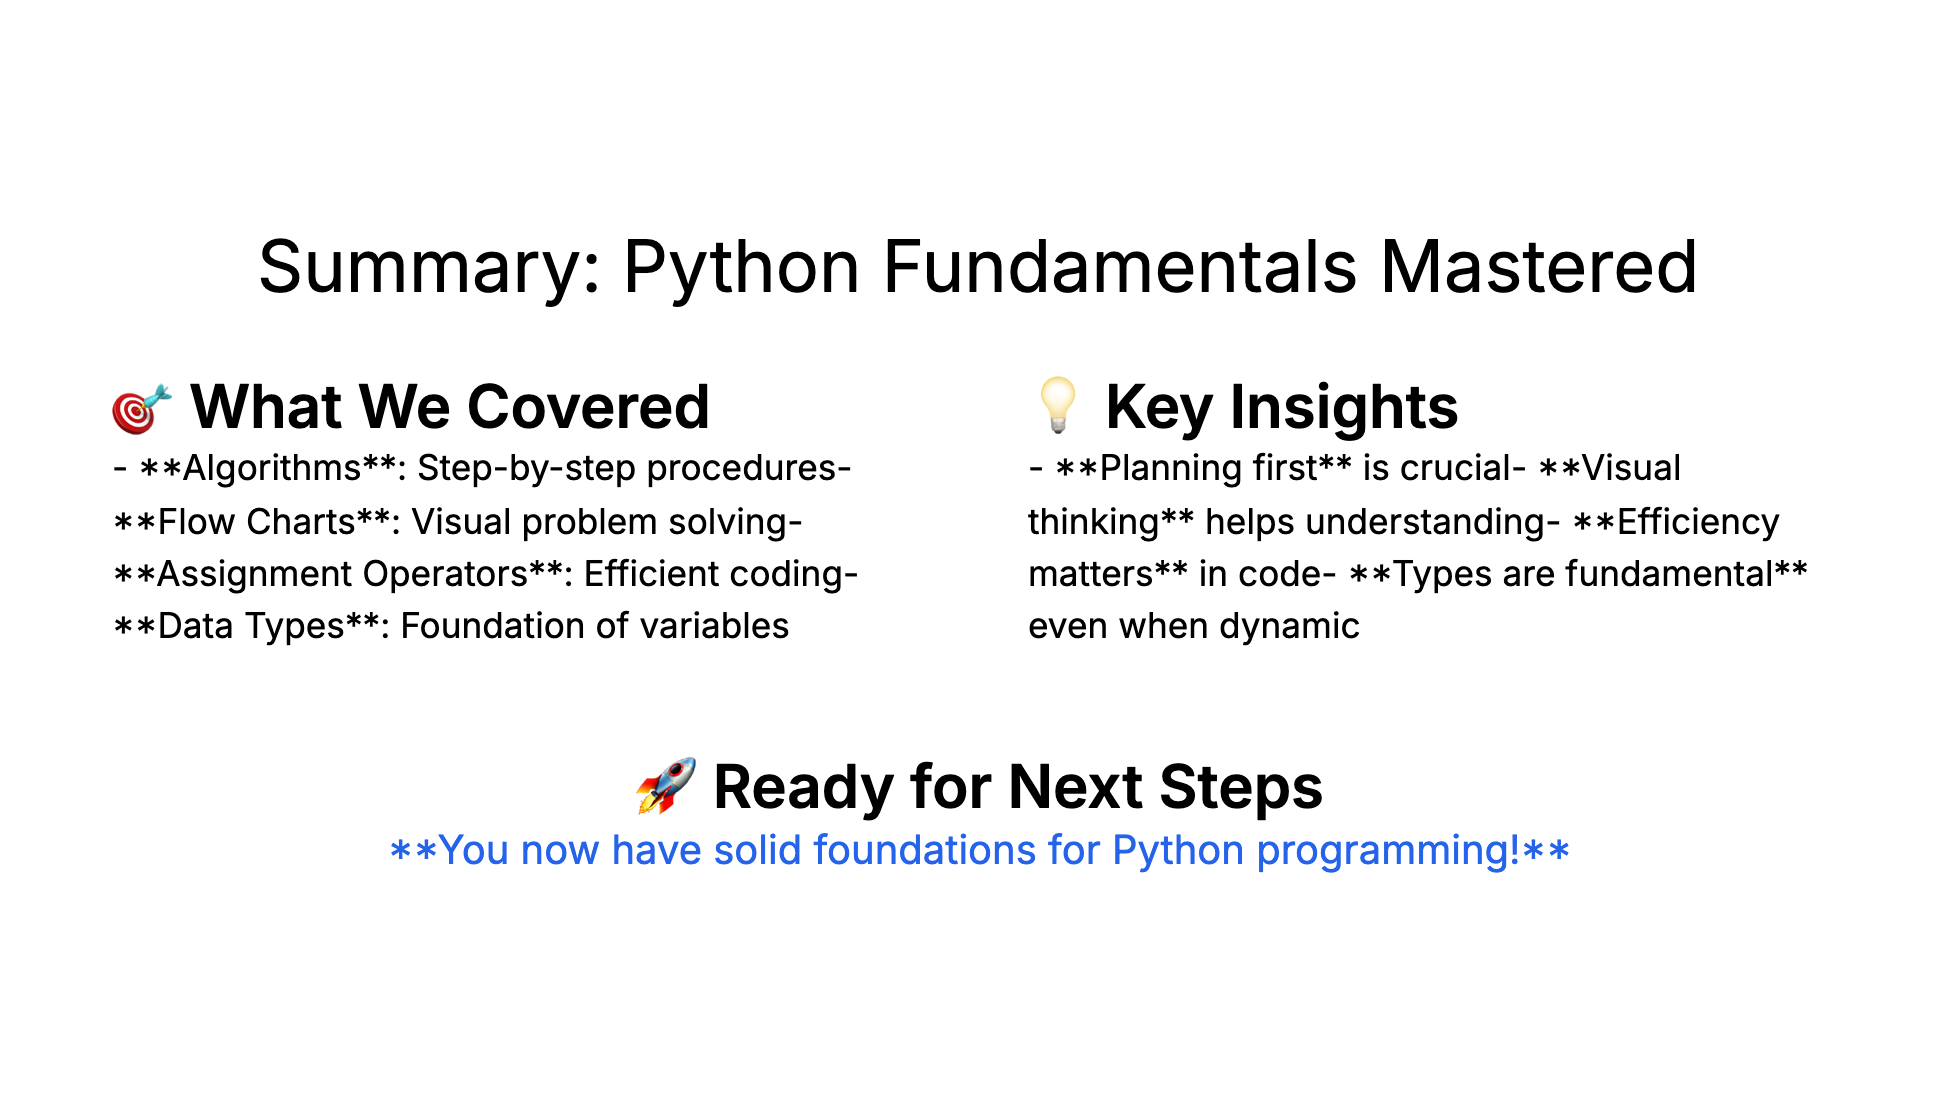 Summary: Python Fundamentals Mastered
🎯 What We Covered
- **Algorithms**: Step-by-step procedures-
**Flow Charts**: Visual problem solving-
**Assignment Operators**: Efficient coding-
**Data Types**: Foundation of variables
💡 Key Insights
- **Planning first** is crucial- **Visual
thinking** helps understanding- **Efficiency
matters** in code- **Types are fundamental**
even when dynamic
🚀 Ready for Next Steps
**You now have solid foundations for Python programming!**